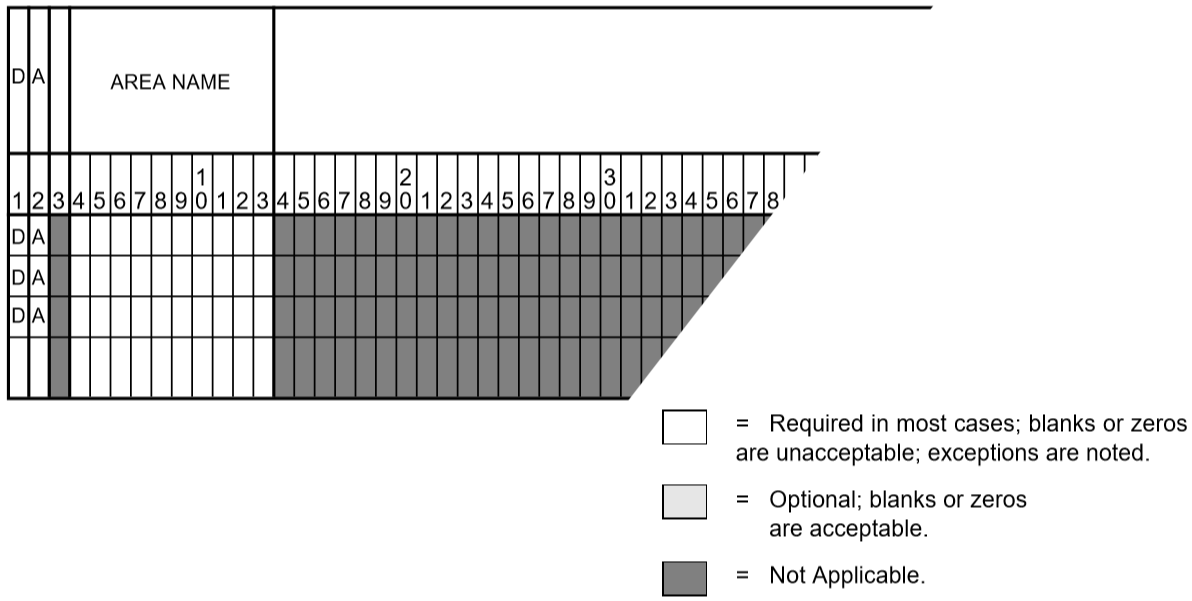 D A AREA NAME
1 2 3
1 2 3 4 5 6 7 8 9 0 1 2 3 4 5 6 7 8 9 0 1 2 3 4 5 6 7 8 9 0 1 2 3 4 5 6 7 8
D A
D A
D A
= Required in most cases; blanks or zeros
are unacceptable; exceptions are noted.
= Optional; blanks or zeros
are acceptable.
= Not Applicable.